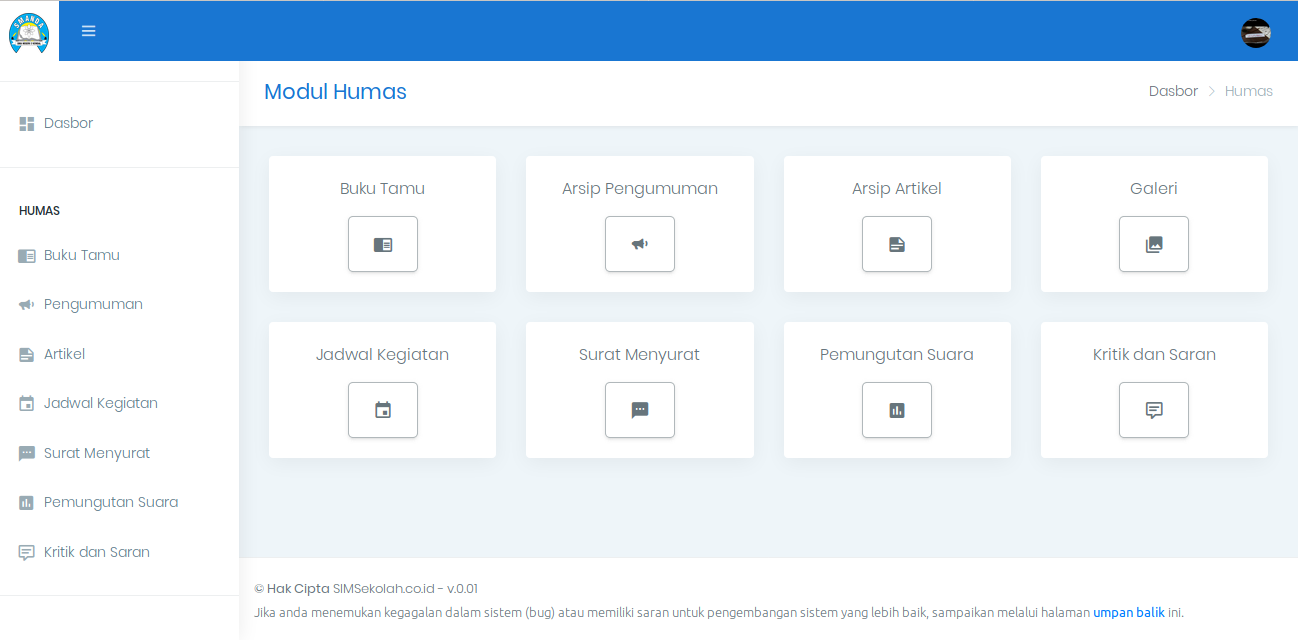 SMANDA
Modul Humas
Dasbor > Humas
Dasbor
HUMAS
Buku Tamu
Pengumuman
Artikel
Jadwal Kegiatan
Surat Menyurat
Pemungutan Suara
Kritik dan Saran
Buku Tamu
Arsip Pengumuman
Arsip Artikel
Galeri
Jadwal Kegiatan
Surat Menyurat
Pemungutan Suara
Kritik dan Saran
© Hak Cipta SIMSekolah.co.id - v.0.01
Jika anda menemukan kegagalan dalam sistem (bug) atau memiliki saran untuk pengembangan sistem yang lebih baik, sampaikan melalui halaman umpan balik ini.